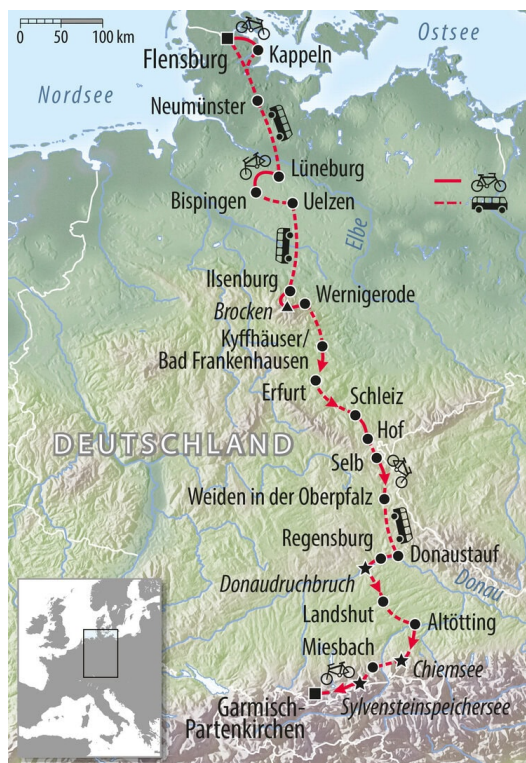 0 50 100 km
Ostsee
Flensburg
Kappeln
Nordsee
Neumünster
Lüneburg
Bispingen
Uelzen
Elbe
Ilsenburg
Wernigerode
Brocken
Kyffhäuser/
Bad Frankenhausen
Erfurt
Schleiz
DEUTSCHLAND
Hof
Selb
Weiden in der Oberpfalz
Regensburg
Donaustauf
Donaudruchbruch
Donau
Landshut
Altötting
Miesbach
Chiemsee
Garmisch-
Partenkirchen
Sylvensteinspeichersee